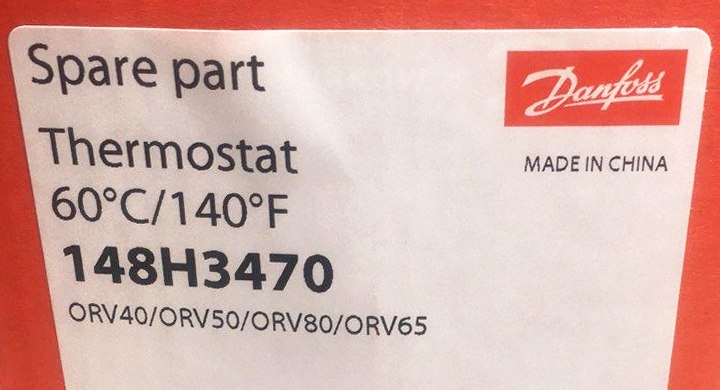 Spare part
Danfoss
MADE IN CHINA
Thermostat
60°C/140°F
148H3470
ORV40/ORV50/ORV80/ORV65